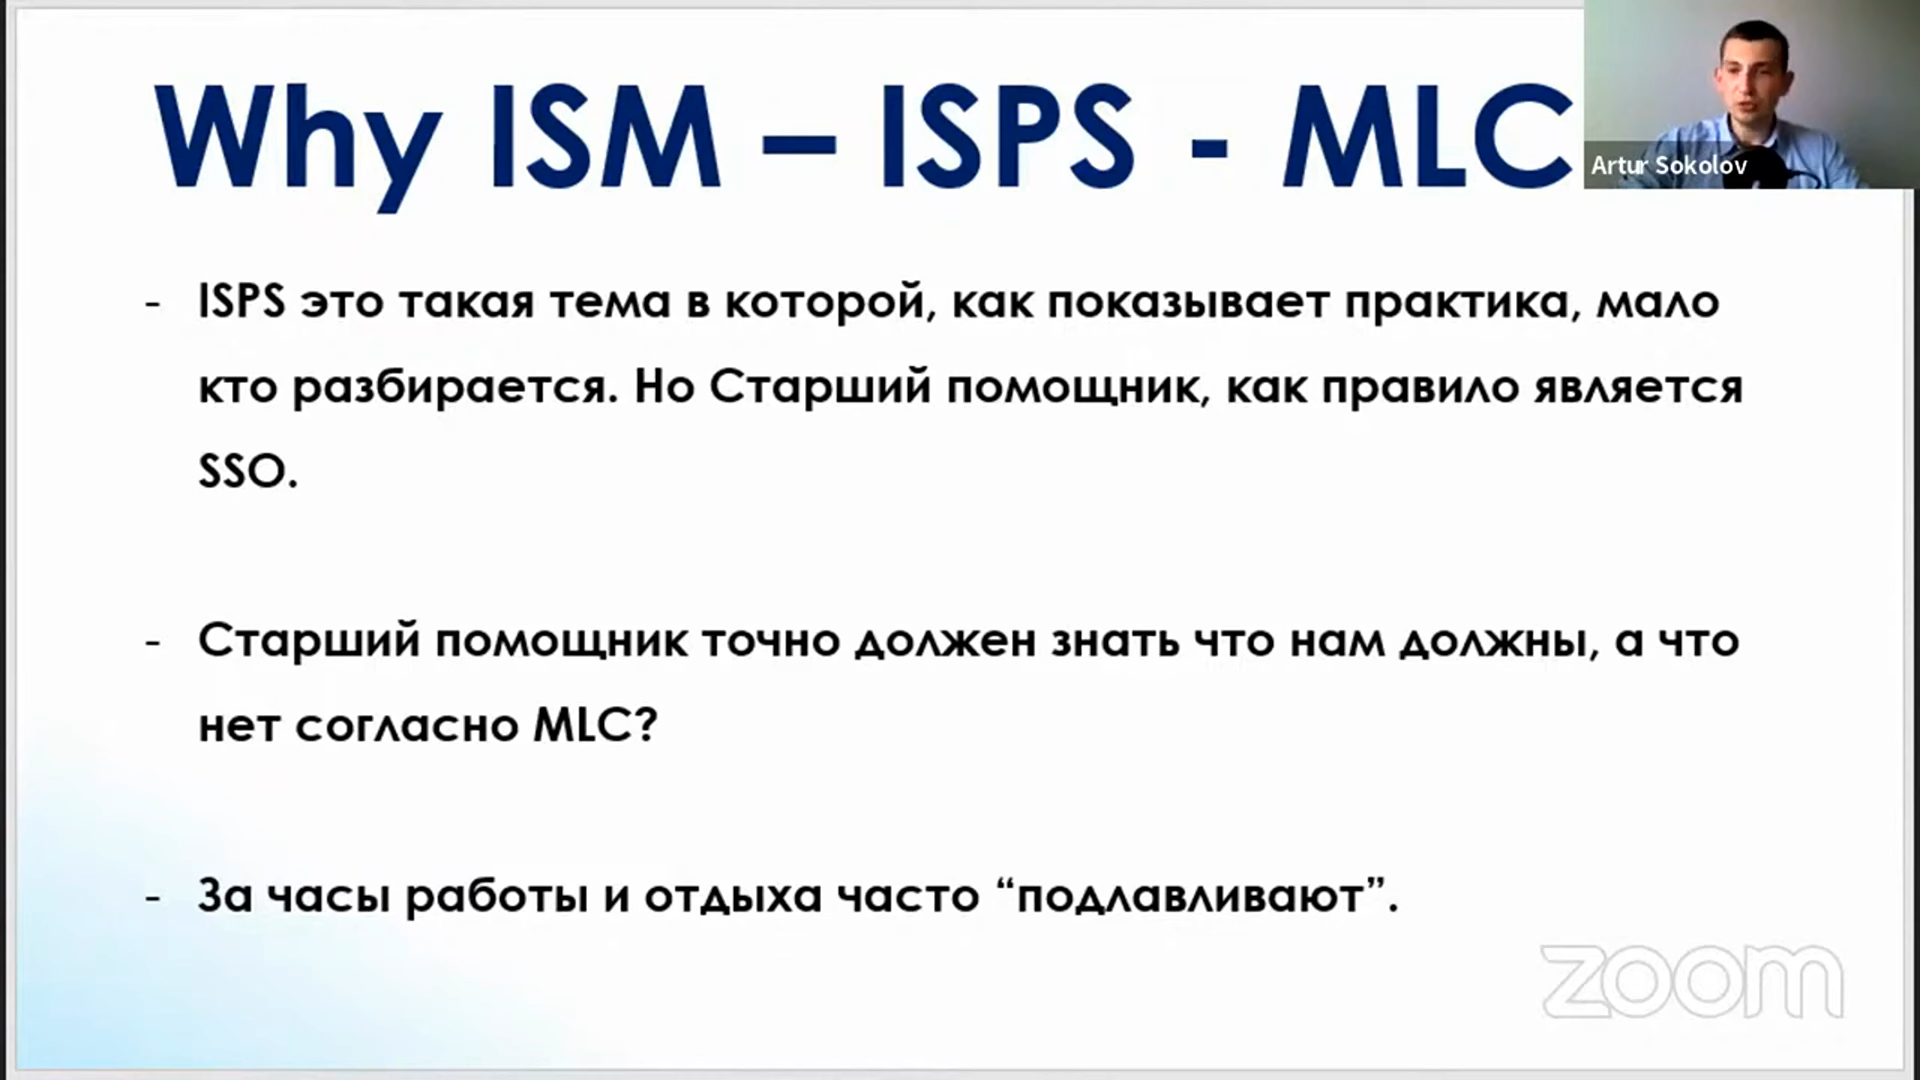 Why ISM – ISPS - MLC
Artur Sokolov
- ISPS это такая тема в которой, как показывает практика, мало
кто разбирается. Но Старший помощник, как правило является
SSO.
- Старший помощник точно должен знать что нам должны, а что
нет согласно MLC?
- За часы работы и отдыха часто “подлавливают”.
zoom